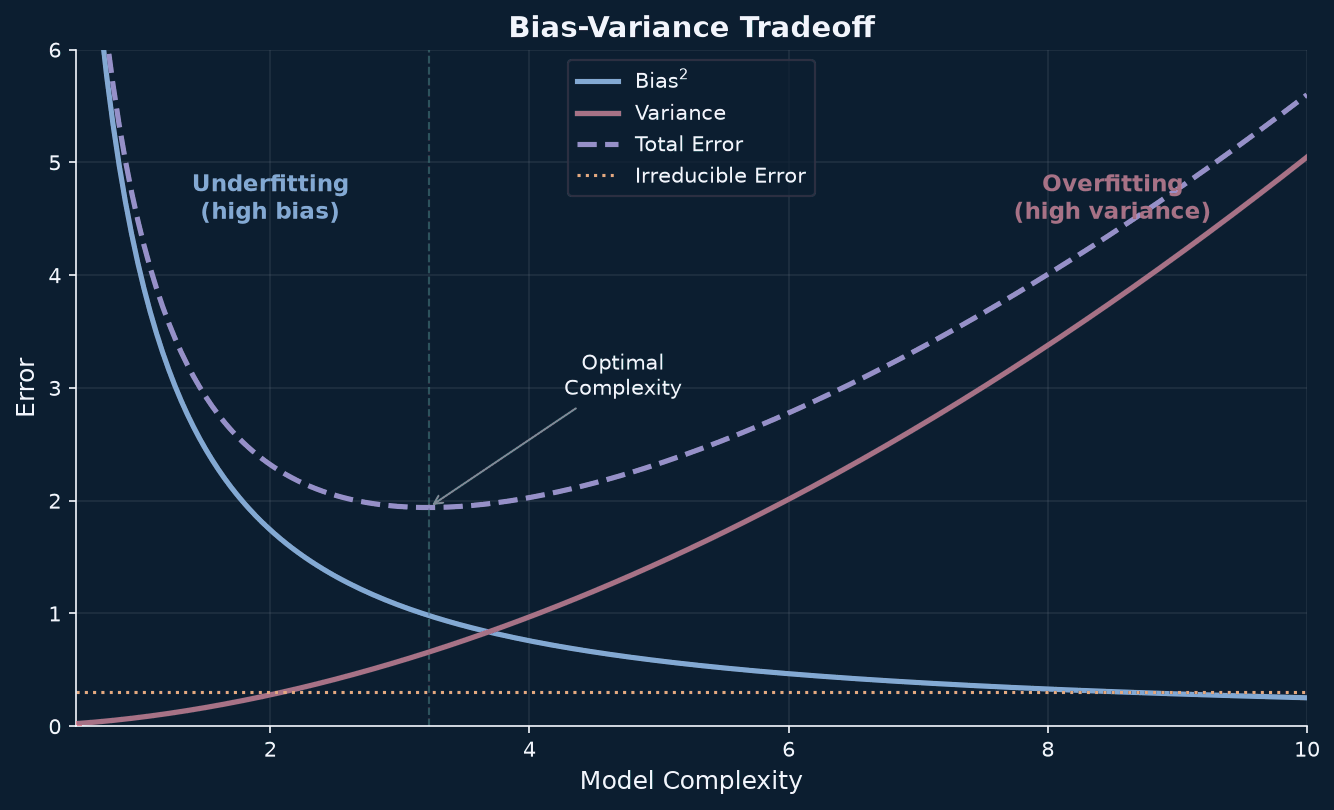 Bias-Variance Tradeoff
6
5
4
3
2
1
0
Error
Bias²
Variance
Total Error
Irreducible Error
Underfitting
(high bias)
Overfitting
(high variance)
Optimal
Complexity
2
4
6
8
10
Model Complexity